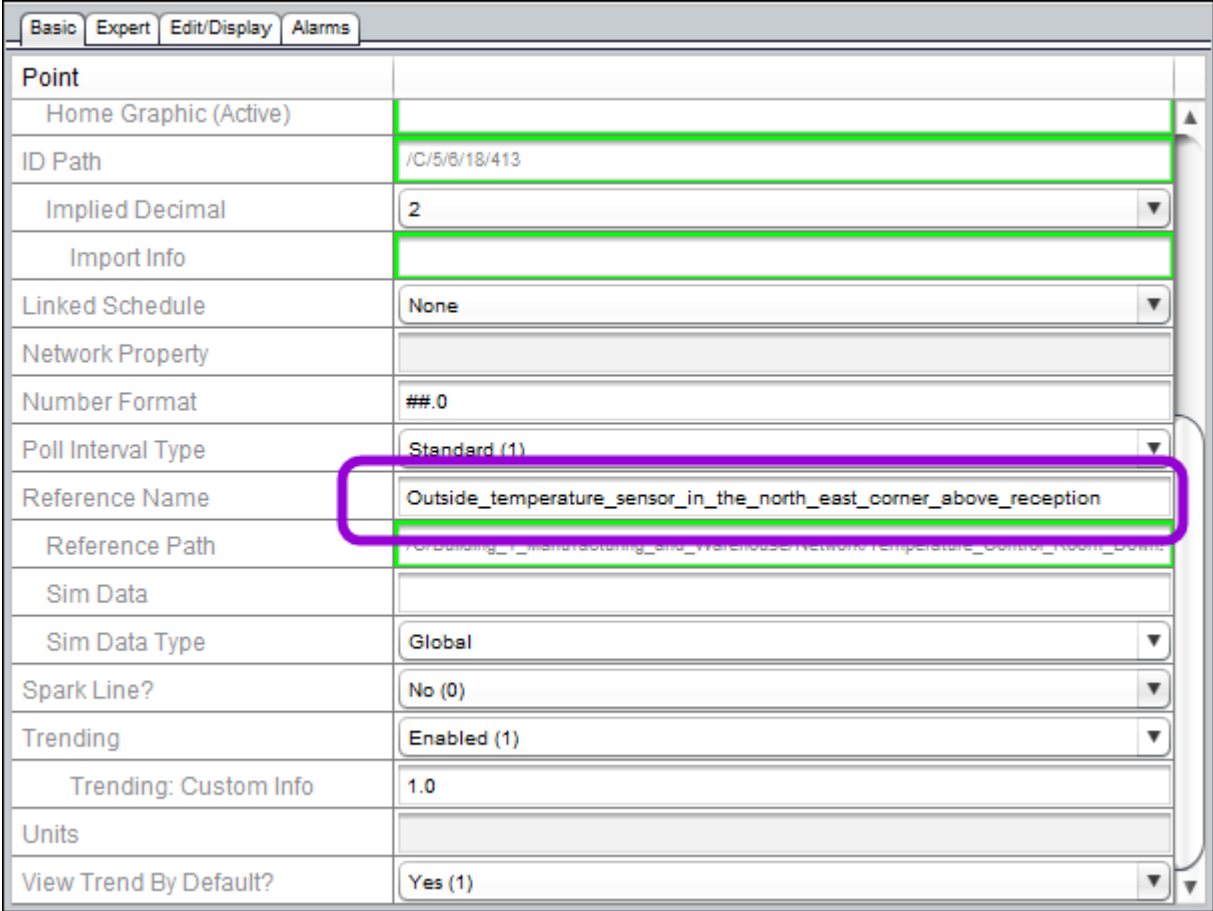 Basic Expert Edit/Display Alarms
Point
Home Graphic (Active)
ID Path /C/5/6/18/413
Implied Decimal 2
Import Info
Linked Schedule None
Network Property
Number Format ##.0
Poll Interval Type Standard (1)
Reference Name Outside_temperature_sensor_in_the_north_east_corner_above_reception
Reference Path /C/Building_1_Manufacturing_and_Warehouse/Network/Temperature_Control_Room_Down..
Sim Data
Sim Data Type Global
Spark Line? No (0)
Trending Enabled (1)
Trending: Custom Info 1.0
Units
View Trend By Default? Yes (1)